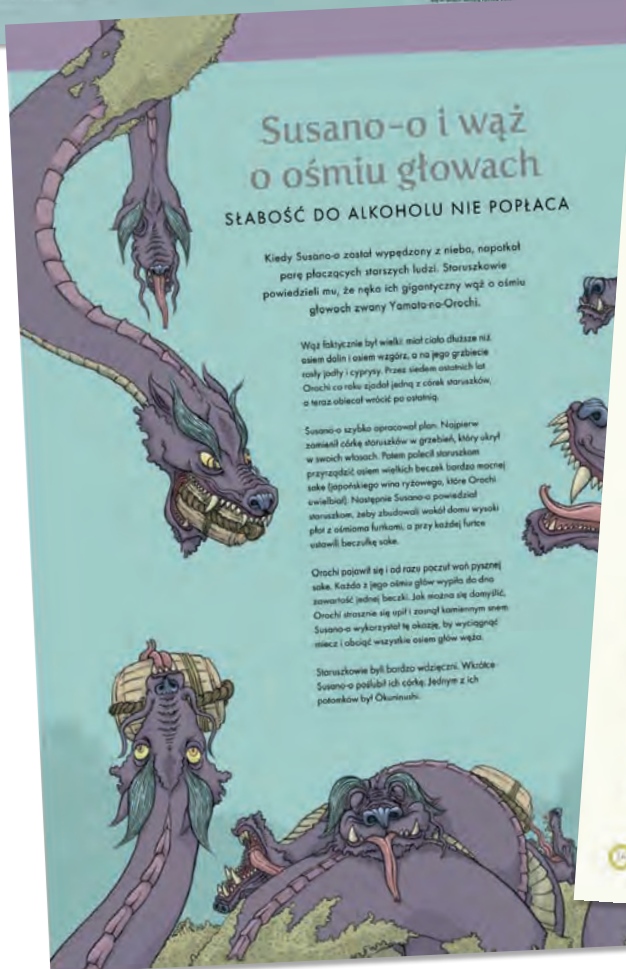 Susano-o i wąż
o ośmiu głowach
SŁABOŚĆ DO ALKOHOLU NIE POPŁACA
Kiedy Susano-o został wypędzony z nieba, napotkał
parę płaczących starszych ludzi. Staruszkowie
powiedzieli mu, że nęka ich gigantyczny wąż o ośmiu
głowach zwany Yamata-no-Orochi.
Wąż faktycznie był wielki: miał ciało dłuższe niż
osiem dolin i osiem wzgórz, a na jego grzbiecie
rosły jodły i cyprysy. Przez siedem ostatnich lat
Orochi co roku zjadał jedną z córek staruszków,
a teraz obiecał wrócić po ostatnią.
Susano-o szybko opracował plan. Najpierw
zamienił córkę staruszków w grzebień, który ukrył
w swoich włosach. Potem polecił staruszkom
przyrządzić osiem wielkich beczek bardzo mocnej
sake (japońskiego wina ryżowego, które Orochi
uwielbiał). Następnie Susano-o powiedział
staruszkom, żeby zbudowali wokół domu wysoki
płot z ośmioma furtkami, a przy każdej furtce
ustawili beczułkę sake.
Orochi pojawił się i od razu poczuł woń pysznej
sake. Każda z jego ośmiu głów wypiła do dna
zawartość jednej beczki. Jak można się domyślić,
Orochi strasznie się upił i zasnął kamiennym snem.
Susano-o wykorzystał tę okazję, by wyciągnąć
miecz i obciąć wszystkie osiem głów węża.
Staruszkowie byli bardzo wdzięczni. Wkrótce
Susano-o poślubił ich córkę. Jednym z ich
potomków był Okuninushi.